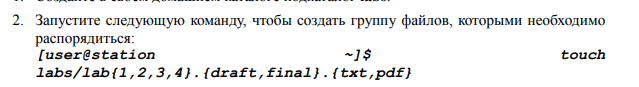 2. Запустите следующую команду, чтобы создать группу файлов, которыми необходимо
распорядиться:
[user@station ~]$ touch
labs/lab{1,2,3,4}.{draft,final}.{txt,pdf}